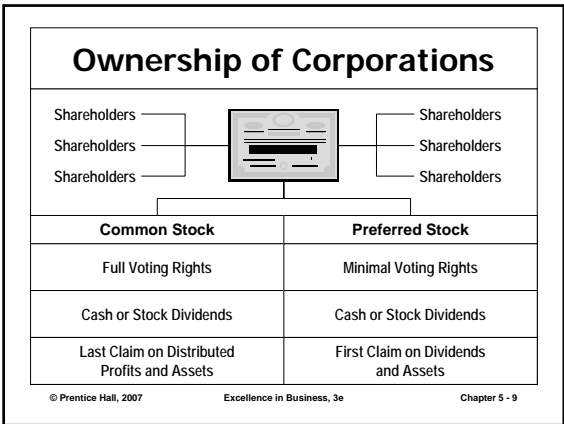 Ownership of Corporations
Shareholders
Shareholders
Shareholders
Shareholders
Shareholders
Shareholders
Common Stock
Preferred Stock
Full Voting Rights
Minimal Voting Rights
Cash or Stock Dividends
Cash or Stock Dividends
Last Claim on Distributed
Profits and Assets
First Claim on Dividends
and Assets
© Prentice Hall, 2007
Excellence in Business, 3e
Chapter 5 - 9